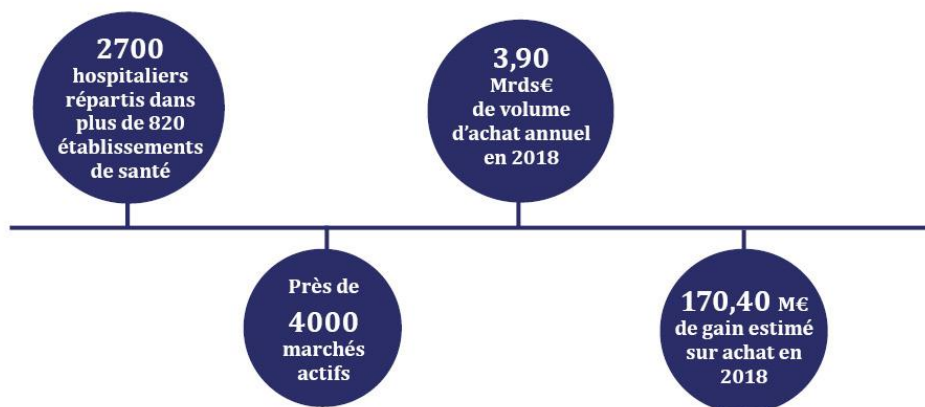 2700
hospitaliers
répartis dans
plus de 820
établissements
de santé
Près de
4000
marchés
actifs
3,90
Mrds€
de volume
d'achat annuel
en 2018
170,40 M€
de gain estimé
sur achat en
2018